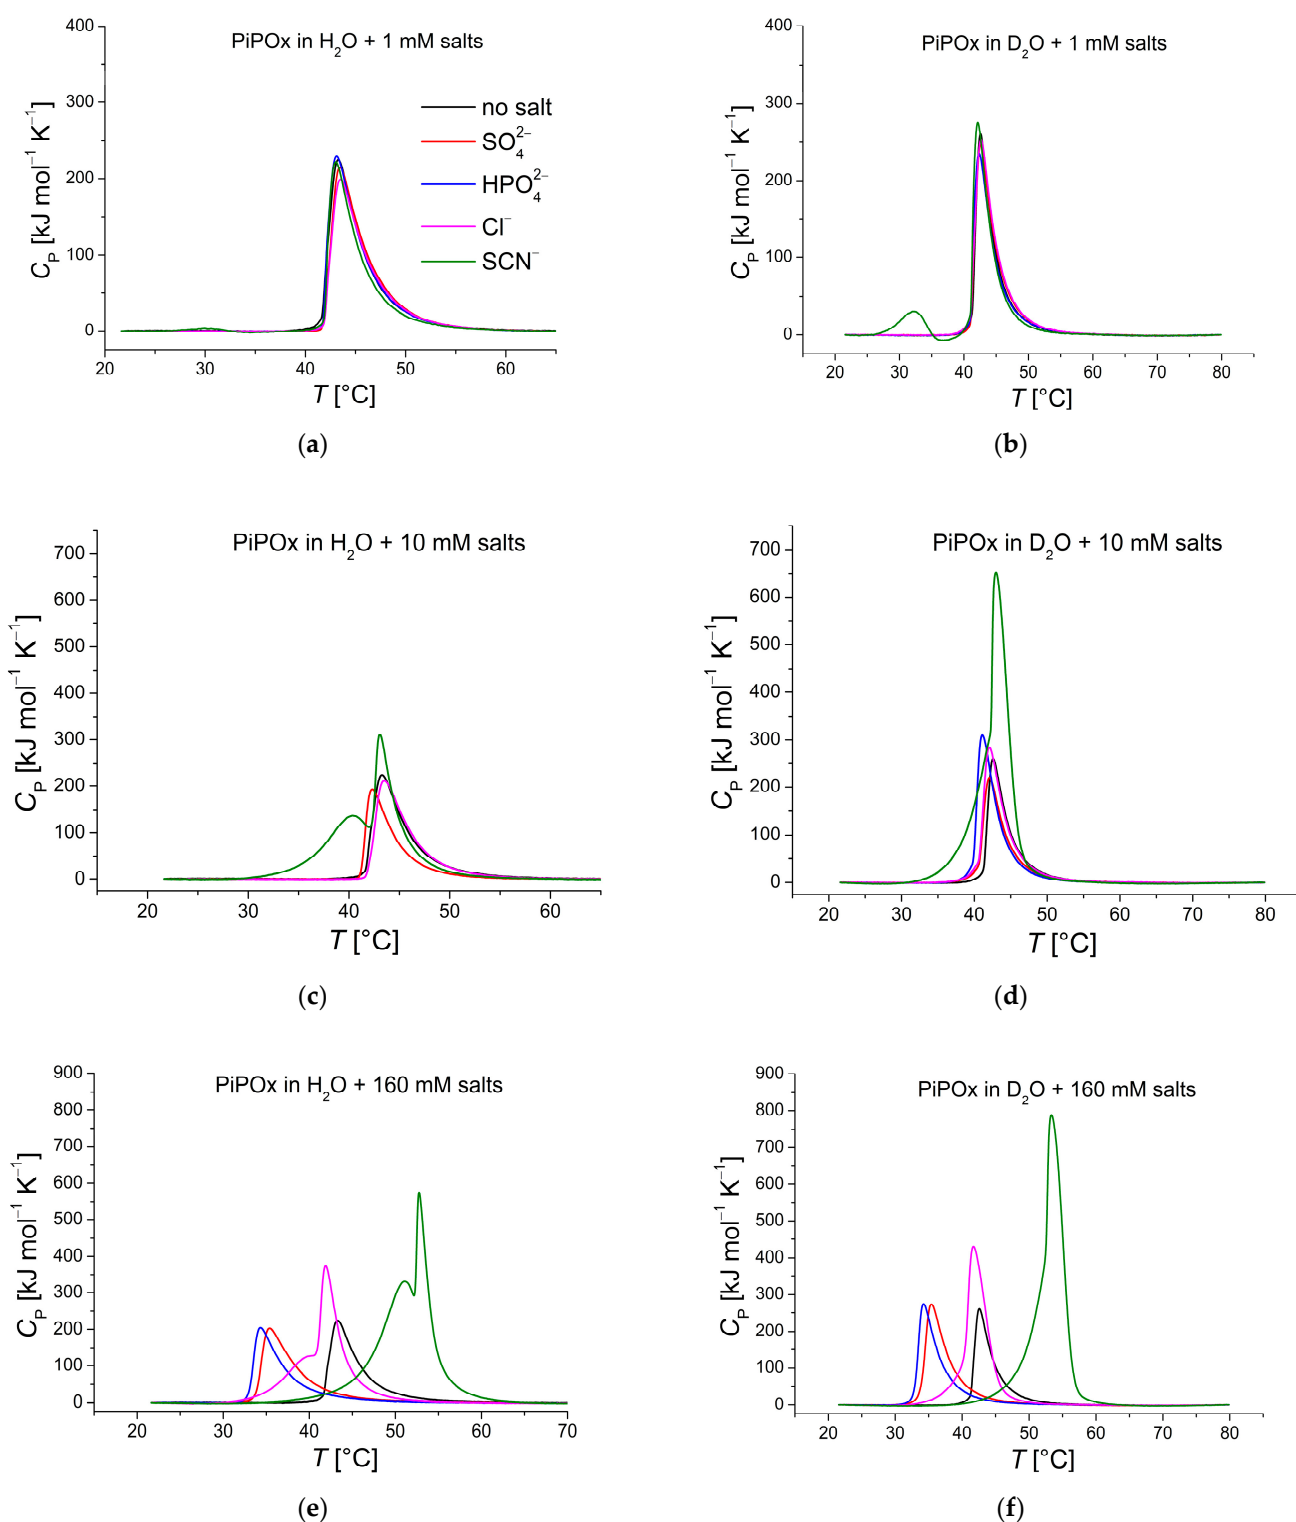 PiPOx in H₂O + 1 mM salts
400
300
200
100
0
C_P [kJ mol⁻¹ K⁻¹]
no salt
SO₄²⁻
HPO₄²⁻
Cl⁻
SCN⁻
20 30 40 50 60
T [°C]
(a)
PiPOx in D₂O + 1 mM salts
400
300
200
100
0
C_P [kJ mol⁻¹ K⁻¹]
20 30 40 50 60 70 80
T [°C]
(b)
PiPOx in H₂O + 10 mM salts
700
600
500
400
300
200
100
0
C_P [kJ mol⁻¹ K⁻¹]
20 30 40 50 60
T [°C]
(c)
PiPOx in D₂O + 10 mM salts
700
600
500
400
300
200
100
0
C_P [kJ mol⁻¹ K⁻¹]
20 30 40 50 60 70 80
T [°C]
(d)
PiPOx in H₂O + 160 mM salts
900
800
700
600
500
400
300
200
100
0
C_P [kJ mol⁻¹ K⁻¹]
20 30 40 50 60 70
T [°C]
(e)
PiPOx in D₂O + 160 mM salts
900
800
700
600
500
400
300
200
100
0
C_P [kJ mol⁻¹ K⁻¹]
20 30 40 50 60 70 80
T [°C]
(f)